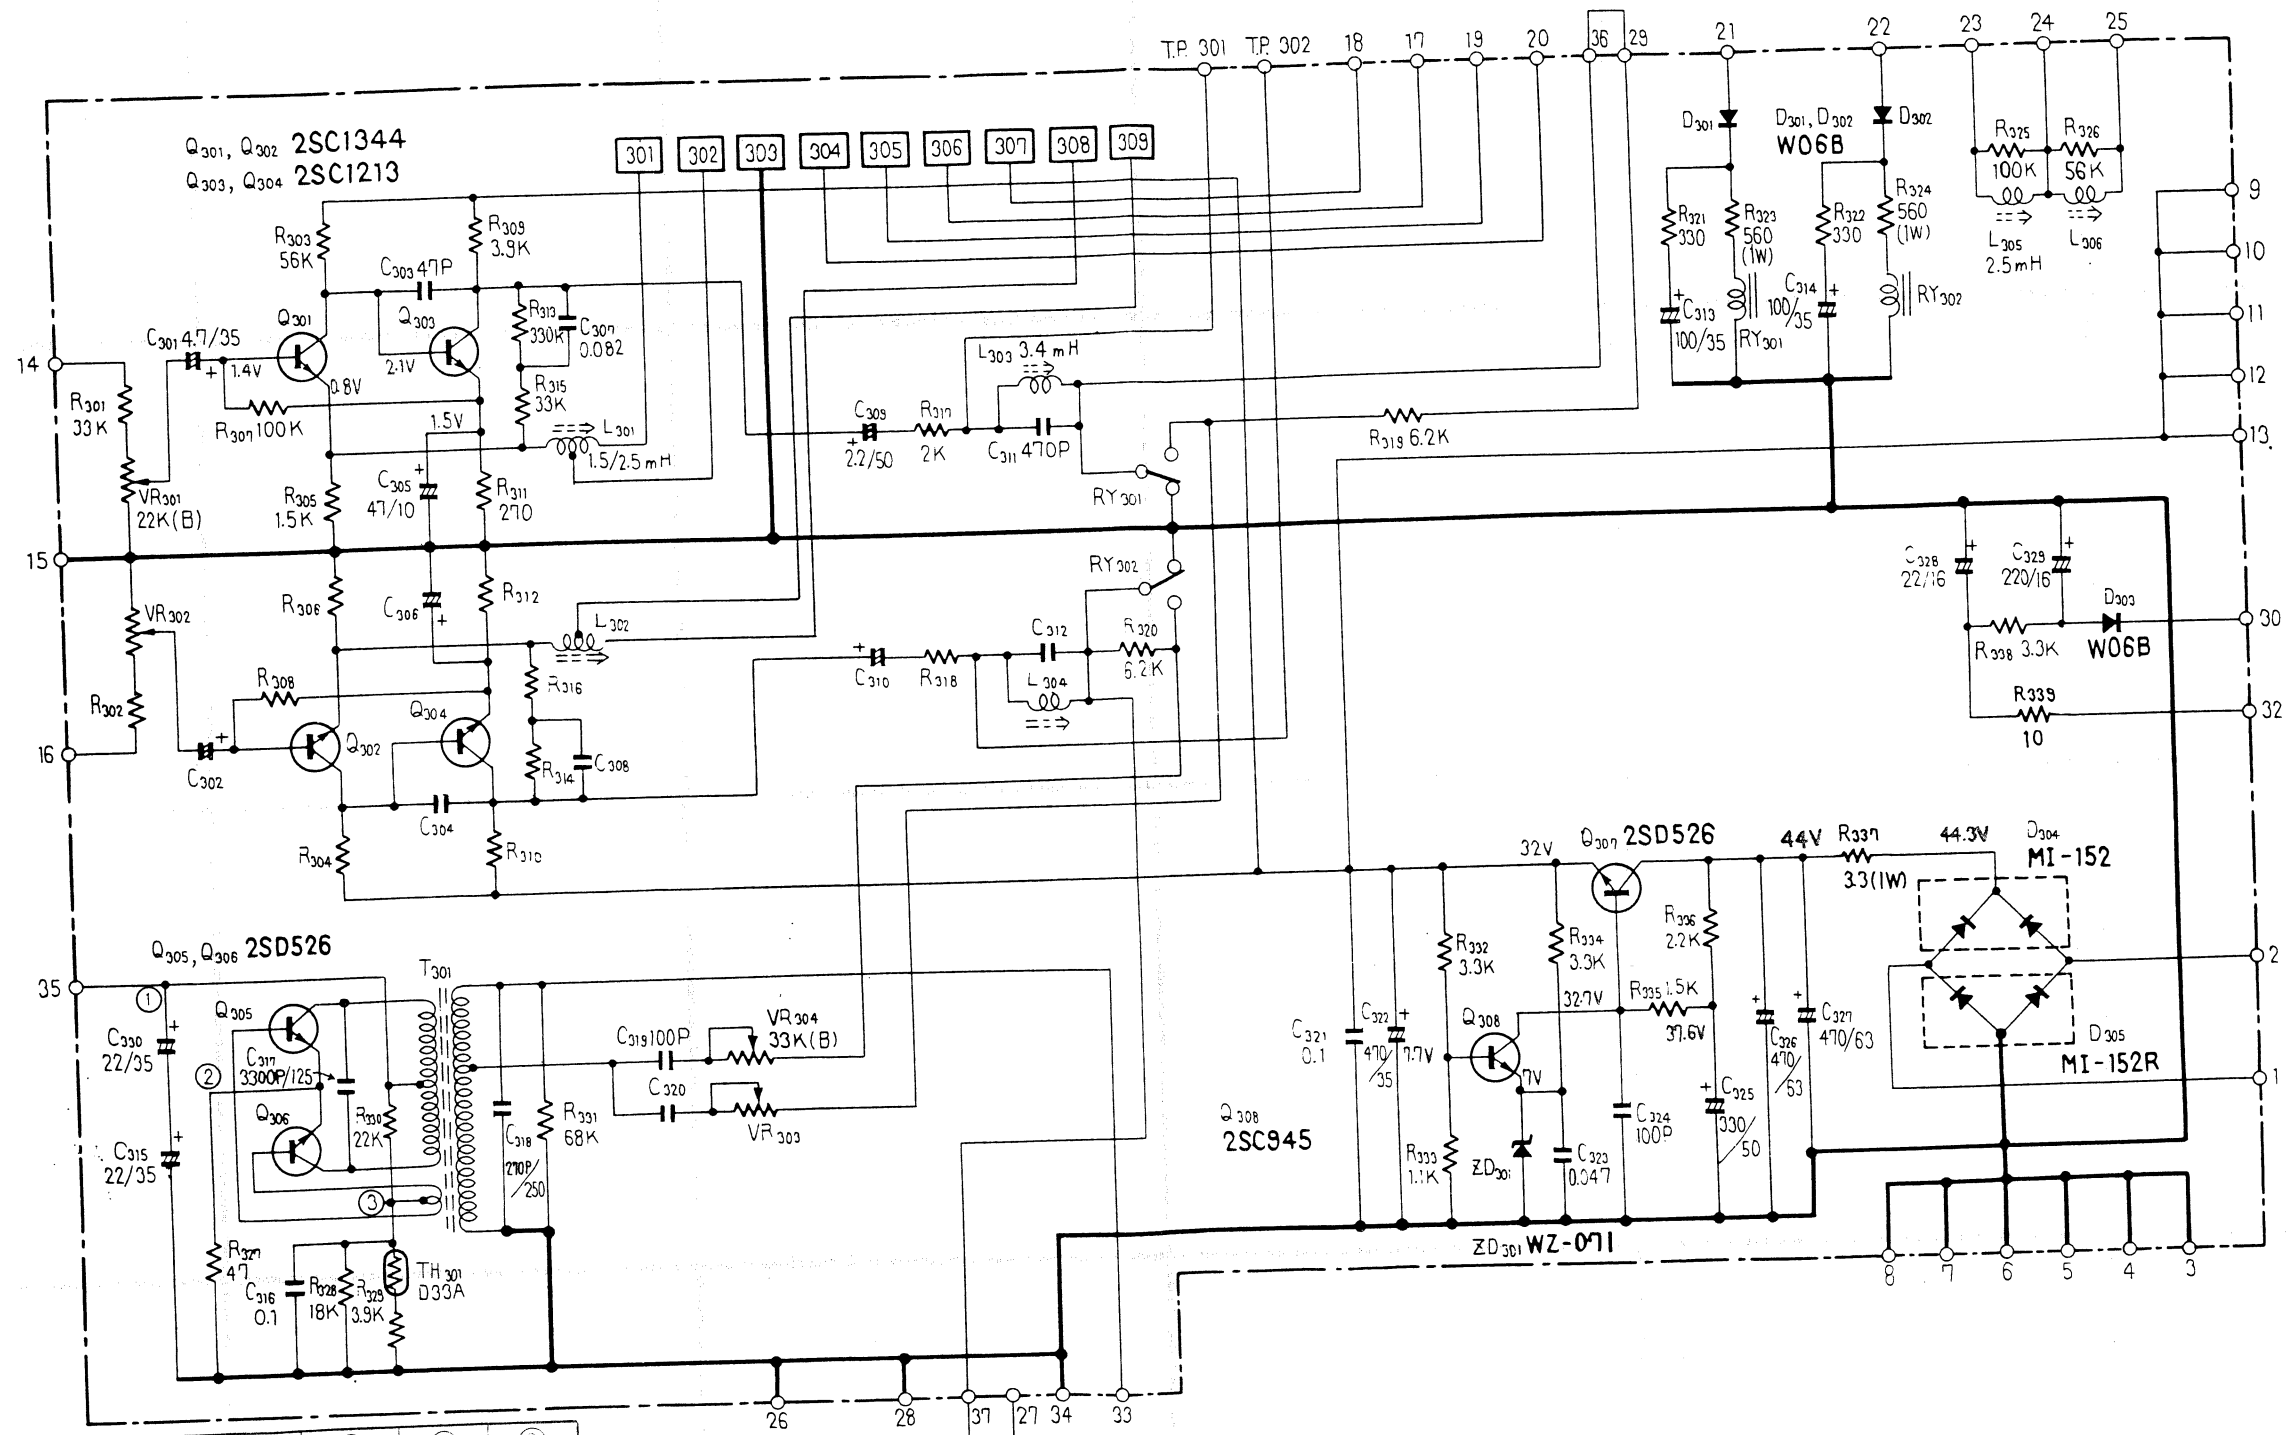 T.P. 301 T.P. 302 18 17 19 20 36 29 21 22 23 24 25
Q301, Q302 2SC1344
Q303, Q304 2SC1213
301 302 303 304 305 306 307 308 309
D301
D301, D302
W06B
D302
R325
100K
R326
56K
L305
2.5mH
L306
R321
330
R323
560
(1W)
R322
330
R324
560
(1W)
C313
100/35
RY301
C314
100/35
RY302
9
10
11
12
13
R303
56K
R309
3.9K
C303 47P
Q301
Q303
R313
330K
C307
0.082
C301 4.7/35
1.4V
0.8V
2.1V
14
R301
33K
R307 100K
R315
33K
1.5V
L301
1.5/2.5mH
VR301
22K(B)
R305
1.5K
C305
47/10
R311
270
L303 3.4mH
C309
2.2/50
R317
2K
C311 470P
R319 6.2K
RY301
15
RY302
VR302
R306
C306
R312
L302
C312
R320
6.2K
C310
R318
L304
R308
R316
R302
Q302
Q304
R314
C308
16
C302
C304
R304
R310
C328
22/16
C329
220/16
D303
W06B
R338 3.3K
R339
10
30
32
32V
Q307 2SD526
44V
R337
3.3(1W)
44.3V
D304
MI-152
R332
3.3K
R334
3.3K
R336
2.2K
32.7V
R335 1.5K
37.6V
C321
0.1
C322
470/35
7.7V
Q308
7V
R333
1.1K
ZD301
C323
0.047
C324
100P
C325
330/50
C326
470/63
C327
470/63
D305
MI-152R
2
1
Q308
2SC945
ZD301 WZ-071
8 7 6 5 4 3
Q305, Q306 2SD526
35
①
Q305
T301
C330
22/35
②
C317
3300P/125
Q306
R330
22K
C315
22/35
③
C318
270P/250
R331
68K
C319 100P
VR304
33K(B)
C320
VR303
R327
47
C316
0.1
R328
18K
R329
3.9K
TH301
D33A
26 28 37 27 34 33